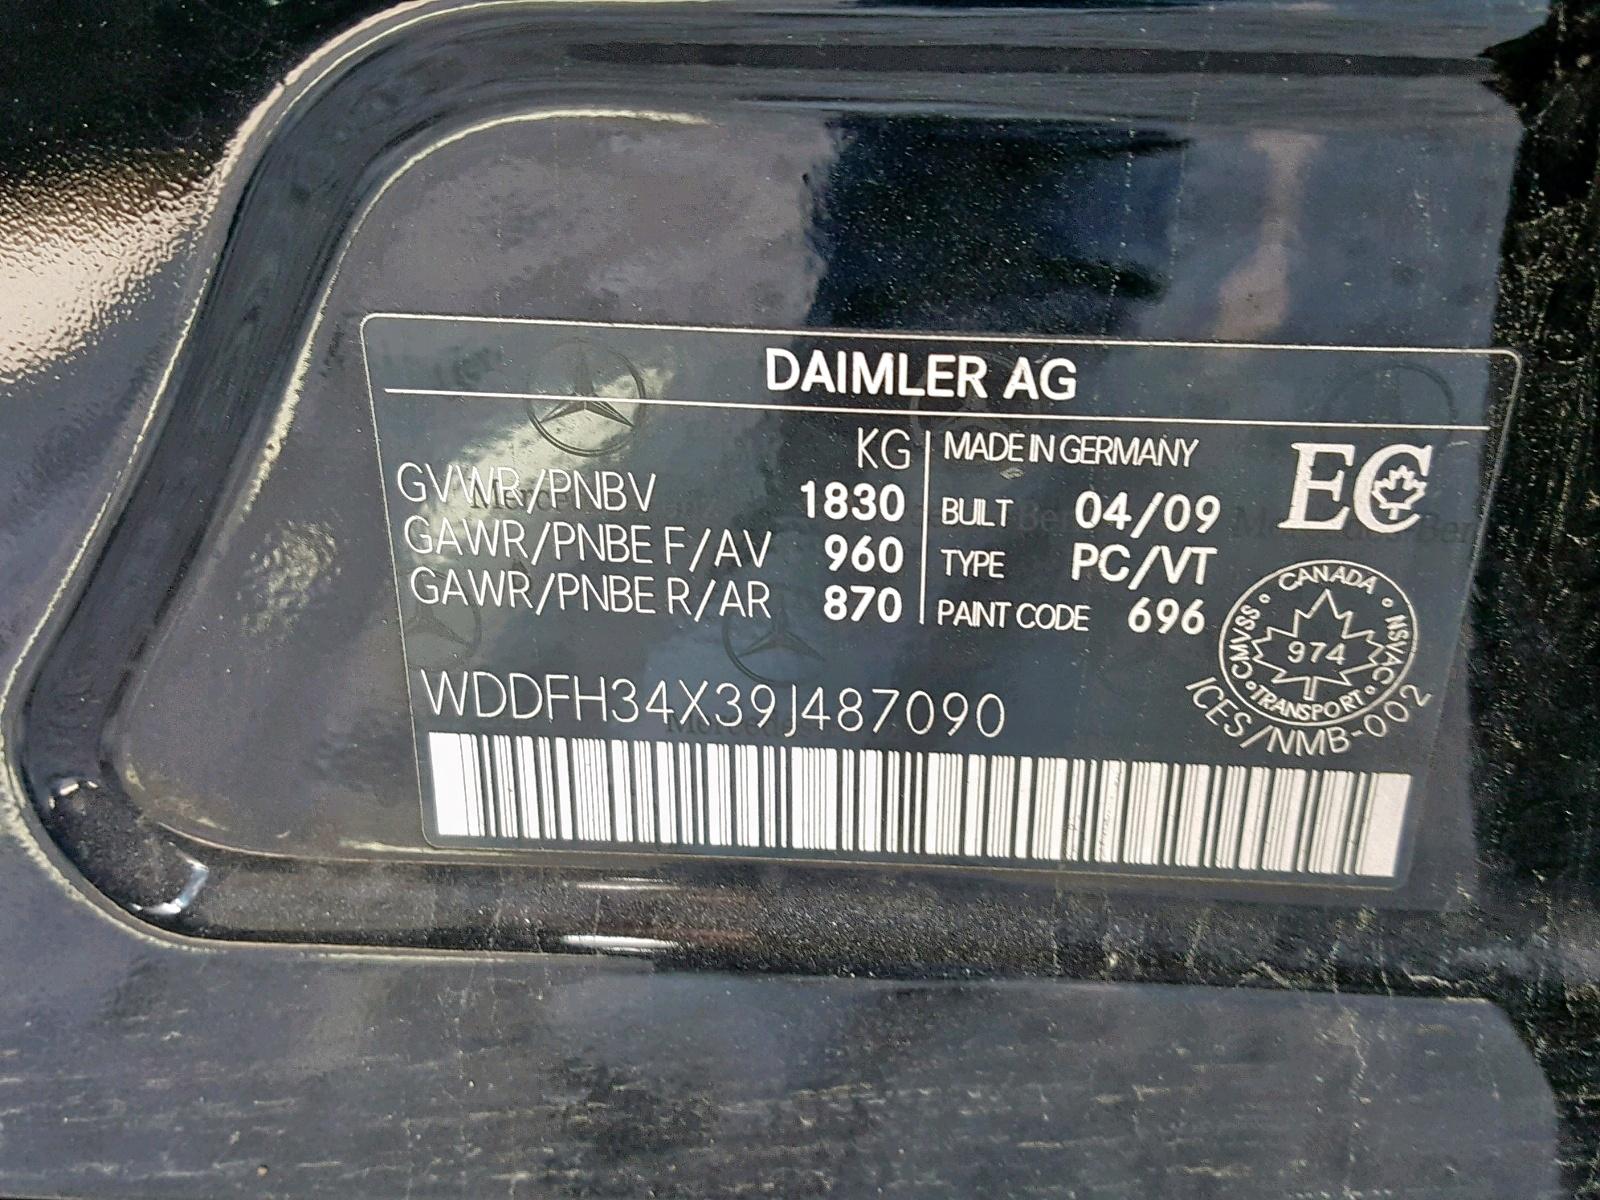 DAIMLER AG
KG
GVWR/PNBV 1830
GAWR/PNBE F/AV 960
GAWR/PNBE R/AR 870
MADE IN GERMANY
BUILT 04/09
TYPE PC/VT
PAINT CODE 696
EC
CANADA
NSVAC
TRANSPORT
CMVSS
974
ICES/NMB-002
WDDFH34X39J487090